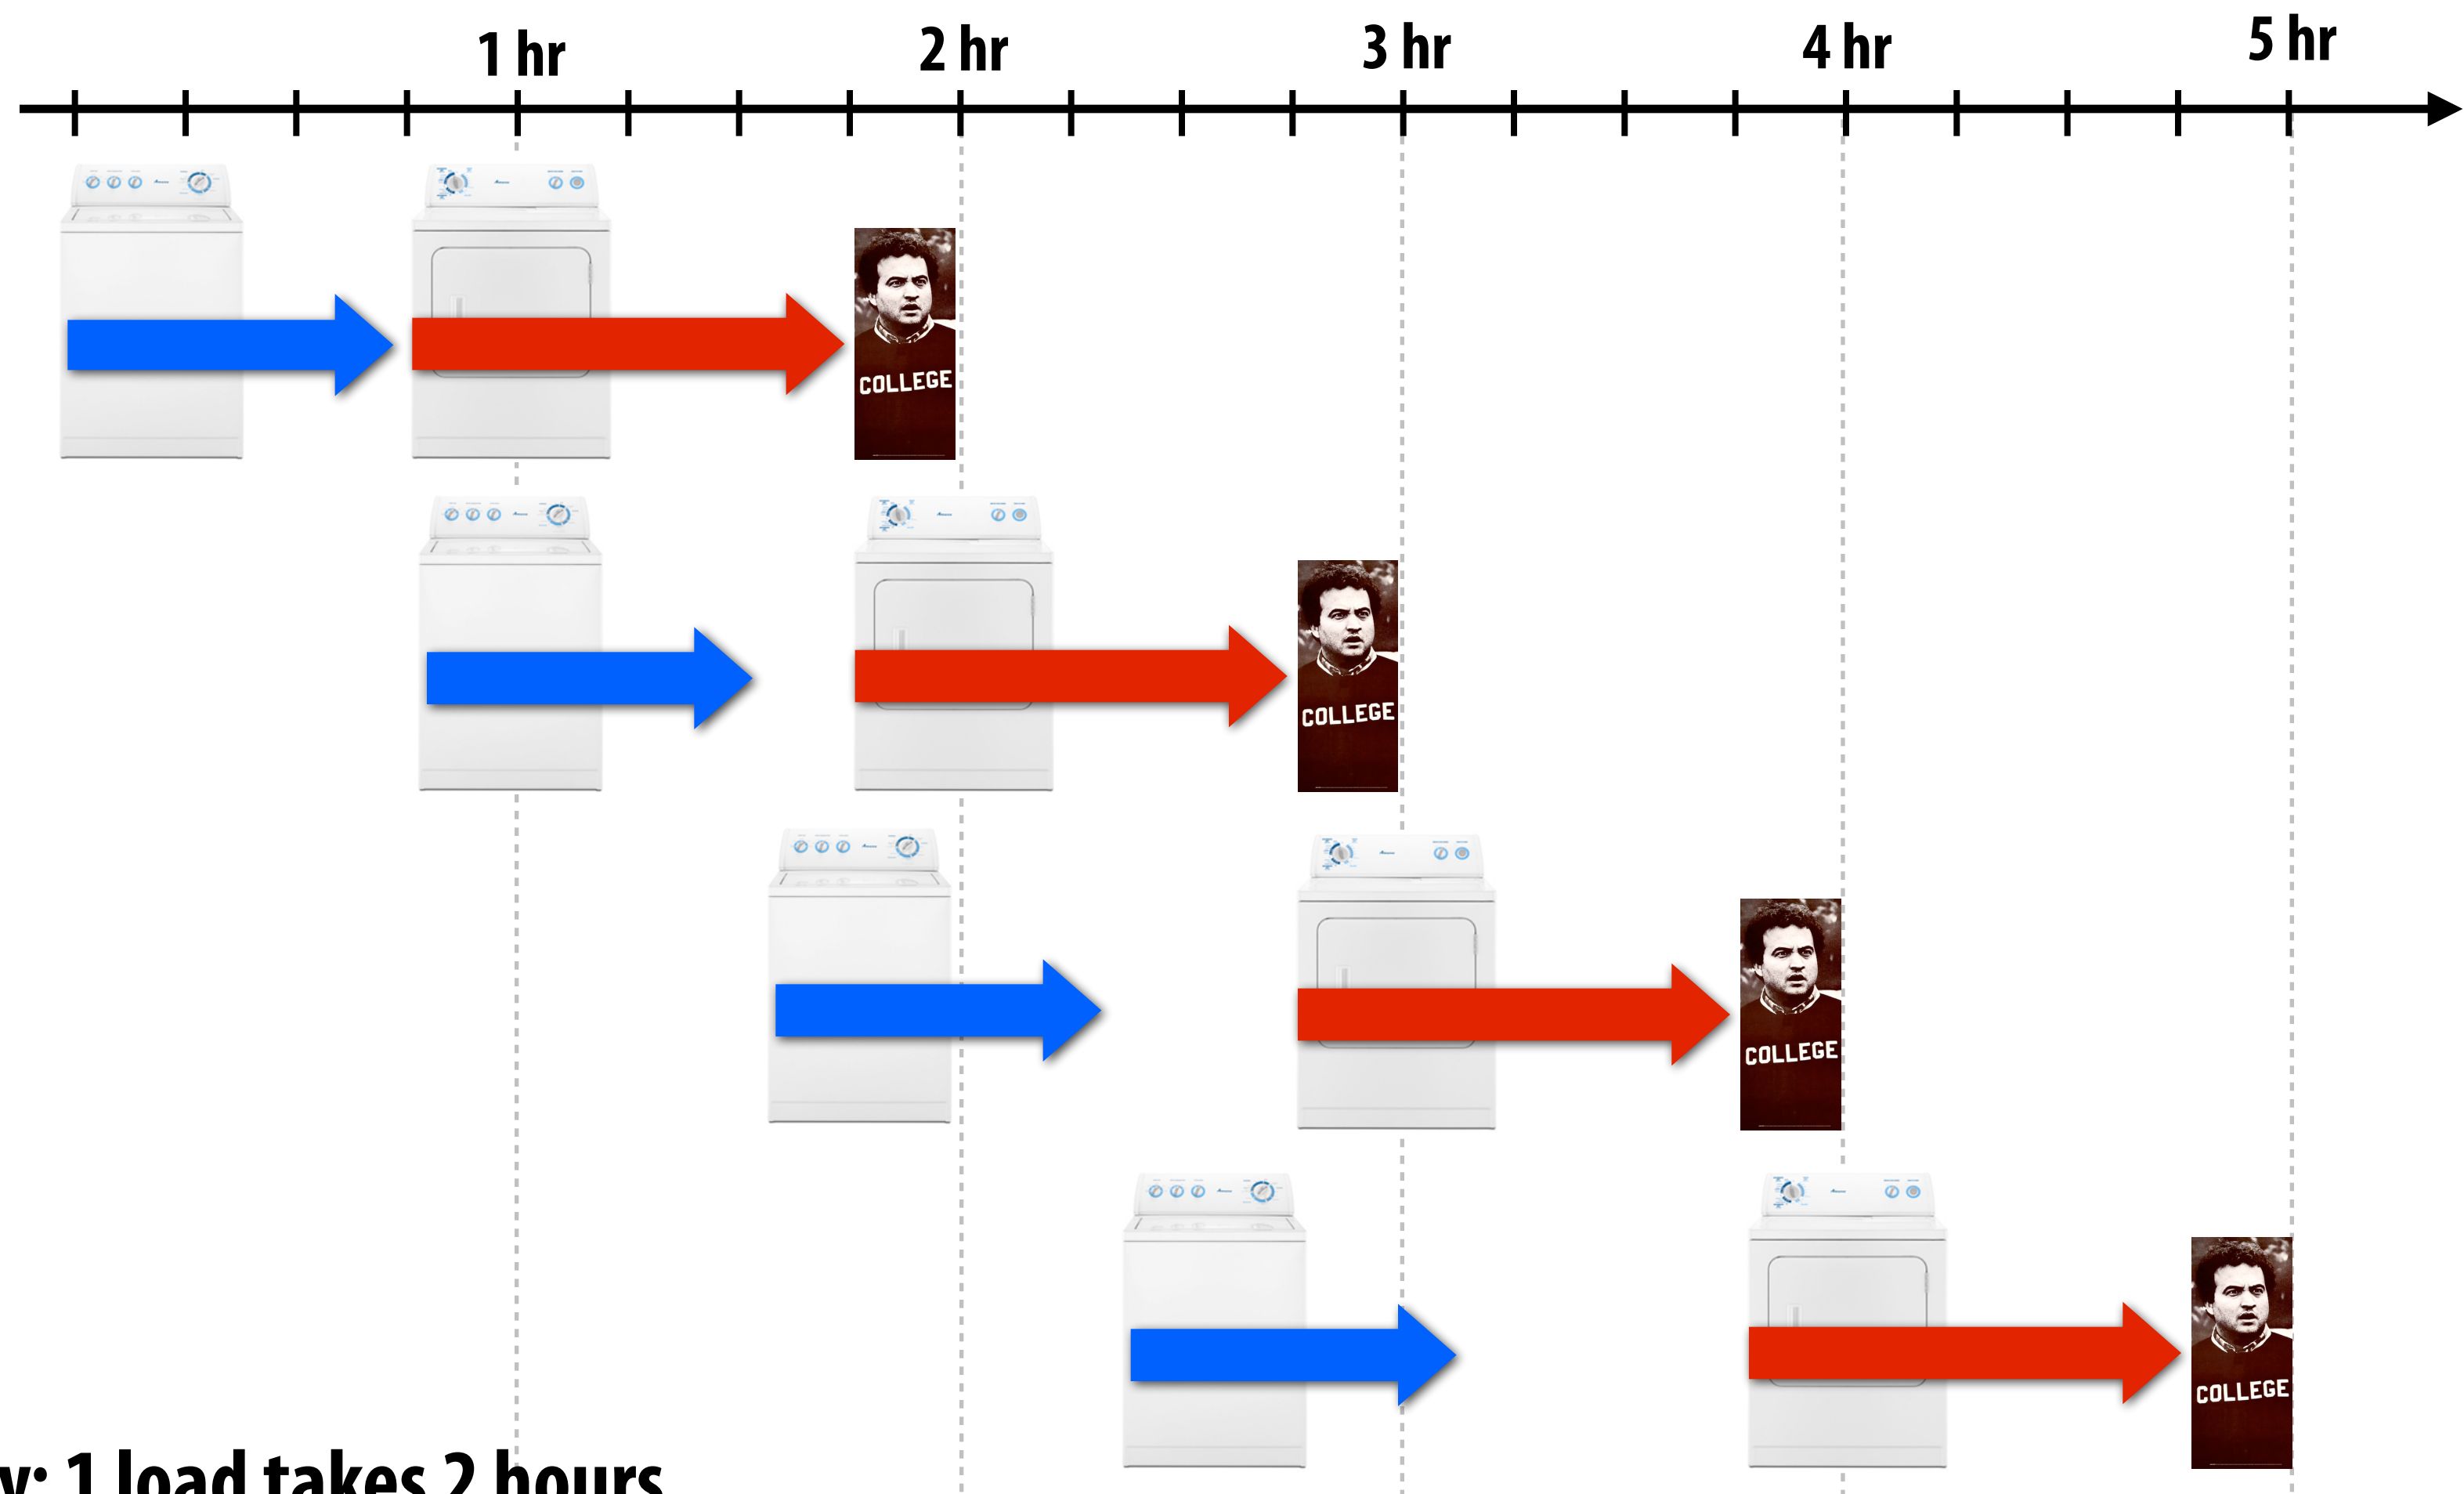 1 hr
2 hr
3 hr
4 hr
5 hr
COLLEGE
COLLEGE
COLLEGE
COLLEGE
y: 1 load takes 2 hours